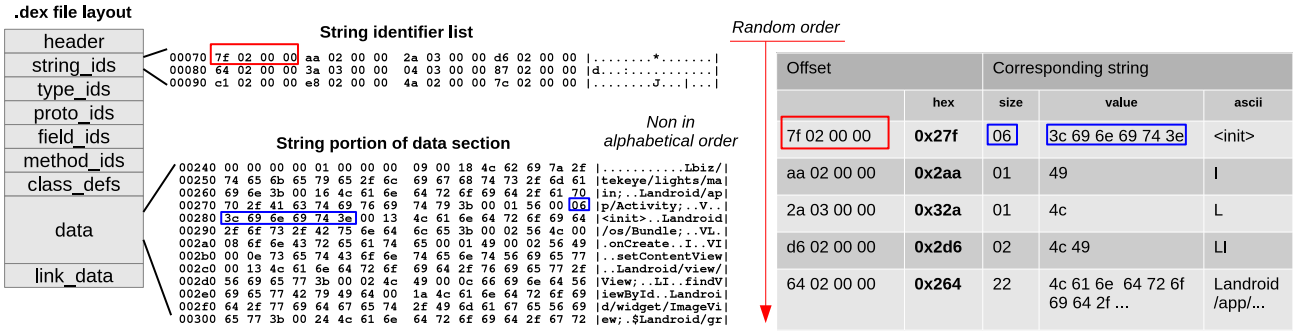 .dex file layout
header
string_ids
type_ids
proto_ids
field_ids
method_ids
class_defs
data
link_data
String identifier list
00070 7f 02 00 00 aa 02 00 00 2a 03 00 00 d6 02 00 00 |........*.......|
00080 64 02 00 00 3a 03 00 00 04 03 00 00 87 02 00 00 |d...:...........|
00090 c1 02 00 00 e8 02 00 00 4a 02 00 00 7c 02 00 00 |........J...|...|
Non in
alphabetical order
String portion of data section
00240 00 00 00 00 01 00 00 00 09 00 18 4c 62 69 7a 2f |...........Lbiz/|
00250 74 65 6b 65 79 65 2f 6c 69 67 68 74 73 2f 6d 61 |tekeye/lights/ma|
00260 69 6e 3b 00 16 4c 61 6e 64 72 6f 69 64 2f 61 70 |in;..Landroid/ap|
00270 70 2f 41 63 74 69 76 69 74 79 3b 00 01 56 00 06 |p/Activity;..V..|
00280 3c 69 6e 69 74 3e 00 13 4c 61 6e 64 72 6f 69 64 |<init>..Landroid|
00290 2f 6f 73 2f 42 75 6e 64 6c 65 3b 00 02 56 4c 00 |/os/Bundle;..VL.|
002a0 08 6f 6e 43 72 65 61 74 65 00 01 49 00 02 56 49 |.onCreate..I..VI|
002b0 00 0e 73 65 74 43 6f 6e 74 65 6e 74 56 69 65 77 |..setContentView|
002c0 00 13 4c 61 6e 64 72 6f 69 64 2f 76 69 65 77 2f |..Landroid/view/|
002d0 56 69 65 77 3b 00 02 4c 49 00 0c 66 69 6e 64 56 |View;..LI..findV|
002e0 69 65 77 42 79 49 64 00 1a 4c 61 6e 64 72 6f 69 |iewById..Landroi|
002f0 64 2f 77 69 64 67 65 74 2f 49 6d 61 67 65 56 69 |d/widget/ImageVi|
00300 65 77 3b 00 24 4c 61 6e 64 72 6f 69 64 2f 67 72 |ew;.$Landroid/gr|
Random order
Offset Corresponding string
hex size value ascii
7f 02 00 00 0x27f 06 3c 69 6e 69 74 3e <init>
aa 02 00 00 0x2aa 01 49 I
2a 03 00 00 0x32a 01 4c L
d6 02 00 00 0x2d6 02 4c 49 LI
64 02 00 00 0x264 22 4c 61 6e 64 72 6f Landroid
69 64 2f ... /app/...